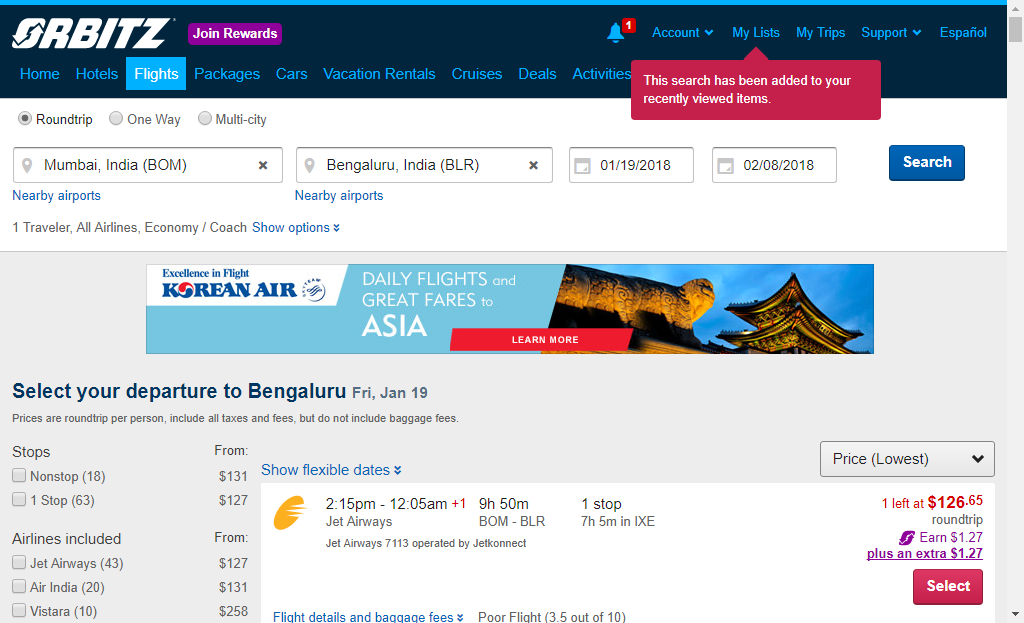 ORBITZ
Join Rewards
1
Account
My Lists
My Trips
Support
Español
Home
Hotels
Flights
Packages
Cars
Vacation Rentals
Cruises
Deals
Activities
This search has been added to your
recently viewed items.
Roundtrip
One Way
Multi-city
Mumbai, India (BOM)
Bengaluru, India (BLR)
01/19/2018
02/08/2018
Search
Nearby airports
Nearby airports
1 Traveler, All Airlines, Economy / Coach Show options
Excellence in Flight
KOREAN AIR
DAILY FLIGHTS and
GREAT FARES to
ASIA
LEARN MORE
Select your departure to Bengaluru Fri, Jan 19
Prices are roundtrip per person, include all taxes and fees, but do not include baggage fees.
Stops From:
Nonstop (18) $131
1 Stop (63) $127
Airlines included From:
Jet Airways (43) $127
Air India (20) $131
Vistara (10) $258
Show flexible dates
Price (Lowest)
2:15pm - 12:05am +1 9h 50m 1 stop
Jet Airways BOM - BLR 7h 5m in IXE
Jet Airways 7113 operated by Jetkonnect
1 left at $126.65
roundtrip
Earn $1.27
plus an extra $1.27
Select
Flight details and baggage fees Poor Flight (3.5 out of 10)